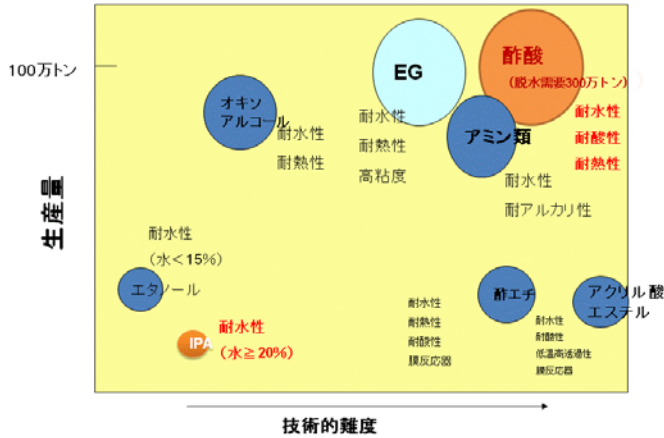 100万トン
生産量
オキソ
アルコール
耐水性
耐熱性
EG
耐水性
耐熱性
高粘度
酢酸
（脱水需要300万トン）
耐水性
耐酸性
耐熱性
アミン類
耐水性
耐アルカリ性
耐水性
（水＜15%）
エタノール
IPA
耐水性
（水≧20%）
酢エチ
耐水性
耐熱性
耐酸性
膜反応器
アクリル酸
エステル
耐水性
耐酸性
低温高透過性
膜反応器
技術的難度